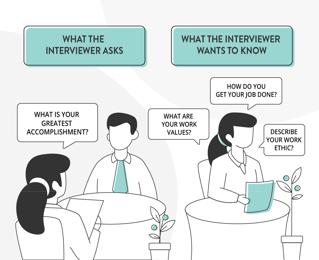 WHAT THE
INTERVIEWER ASKS
WHAT THE INTERVIEWER
WANTS TO KNOW
WHAT IS YOUR
GREATEST
ACCOMPLISHMENT?
HOW DO YOU
GET YOUR JOB DONE?
WHAT ARE
YOUR WORK
VALUES?
DESCRIBE
YOUR WORK
ETHIC?